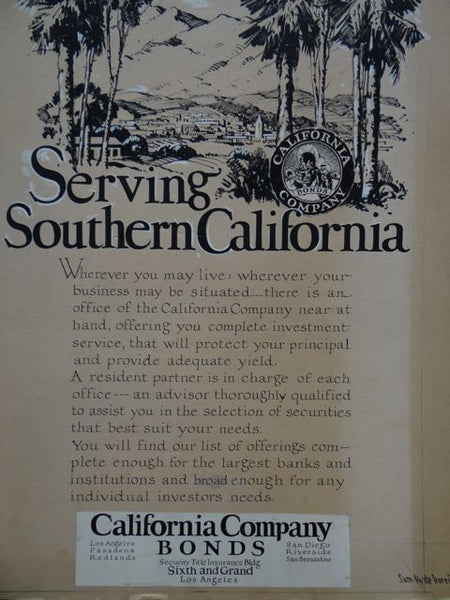 CALIFORNIA
BONDS
COMPANY
Serving
Southern California
Wherever you may live: wherever your
business may be situated....there is an
office of the California Company near at
hand, offering you complete investment
service, that will protect your principal
and provide adequate yield.
A resident partner is in charge of each
office --- an advisor thoroughly qualified
to assist you in the selection of securities
that best suit your needs.
You will find our list of offerings com-
plete enough for the largest banks and
institutions and broad enough for any
individual investors needs.
California Company
BONDS
Los Angeles
Pasadena
Redlands
Security Title Insurance Bldg.
Sixth and Grand
Los Angeles
San Diego
Riverside
San Bernardino
Sam Hyde